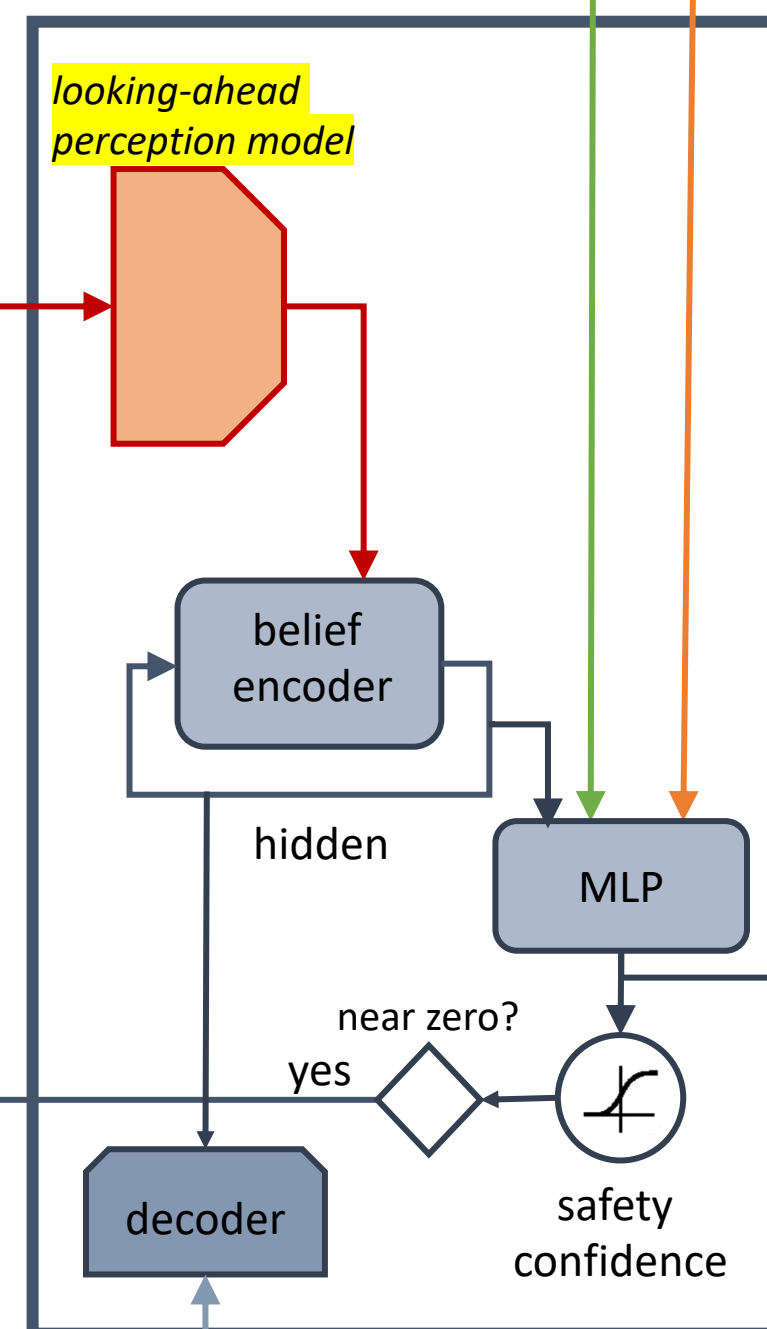 looking-ahead
perception model
belief
encoder
hidden
MLP
near zero?
yes
decoder
safety
confidence